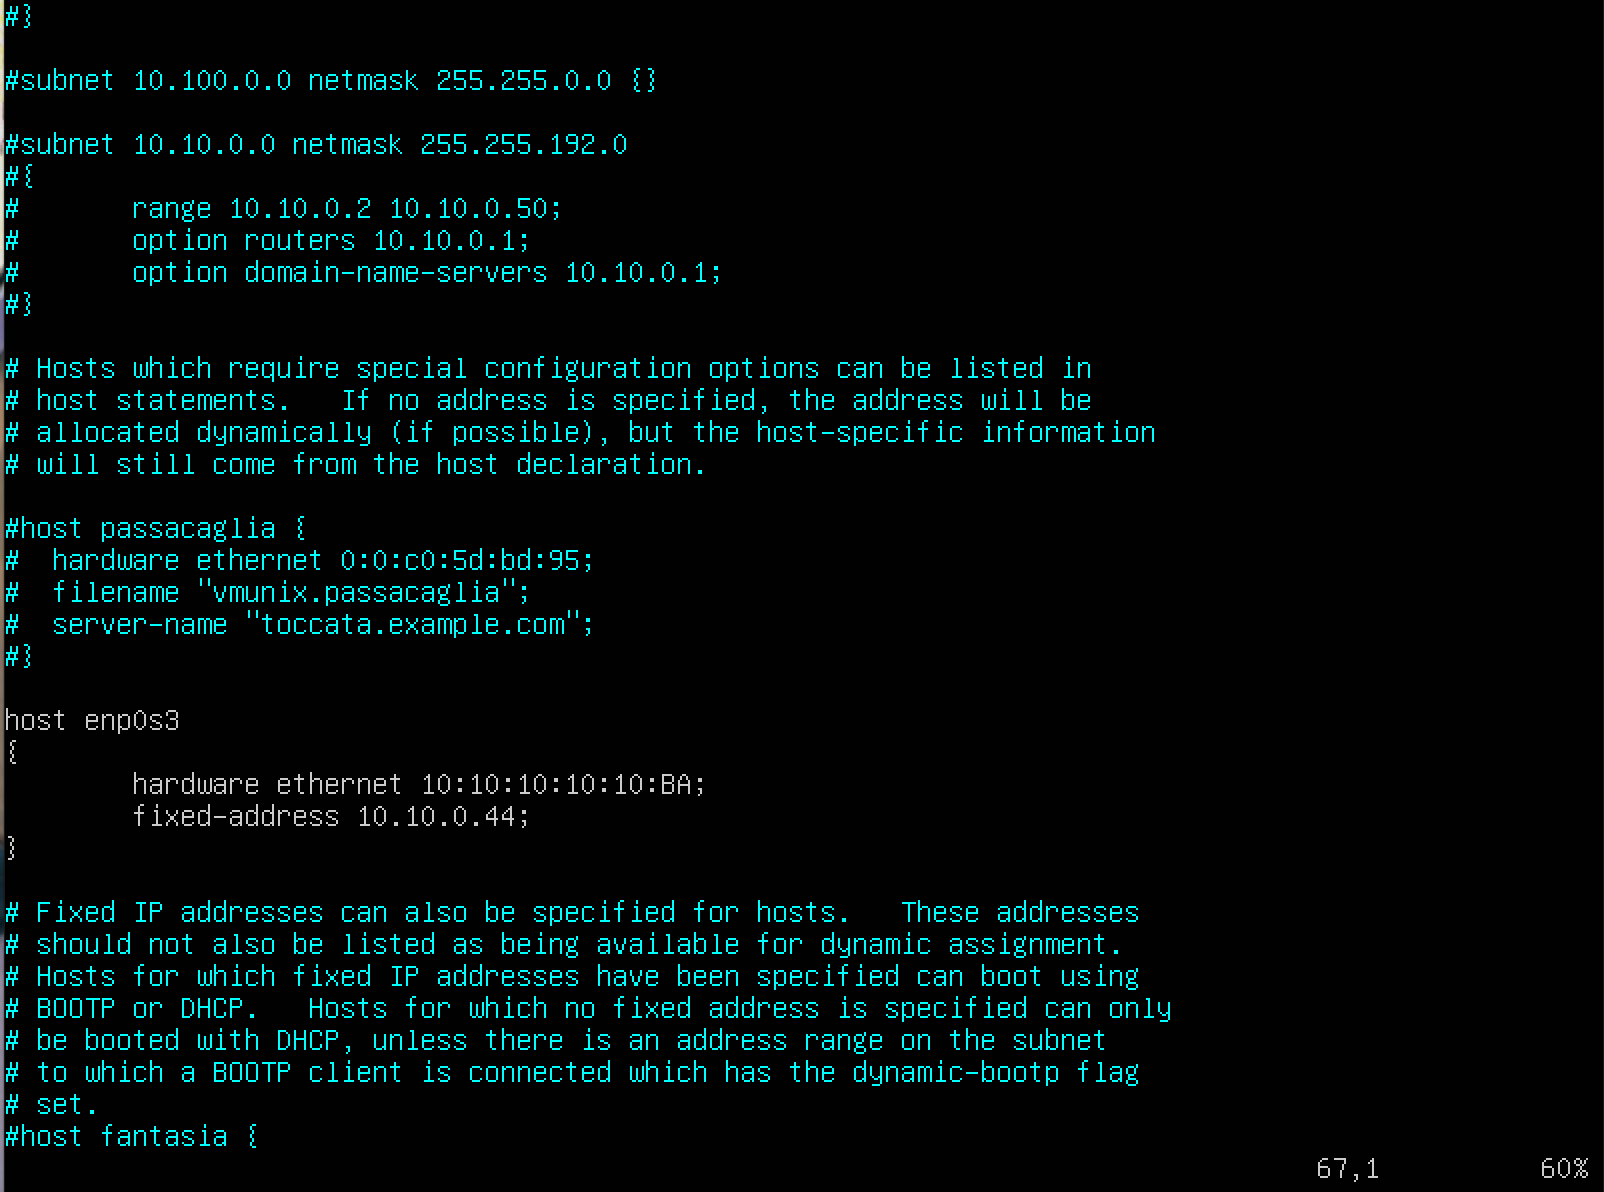 #}
#subnet 10.100.0.0 netmask 255.255.0.0 {}
#subnet 10.10.0.0 netmask 255.255.192.0
#{
#       range 10.10.0.2 10.10.0.50;
#       option routers 10.10.0.1;
#       option domain-name-servers 10.10.0.1;
#}
# Hosts which require special configuration options can be listed in
# host statements.   If no address is specified, the address will be
# allocated dynamically (if possible), but the host-specific information
# will still come from the host declaration.
#host passacaglia {
#  hardware ethernet 0:0:c0:5d:bd:95;
#  filename "vmunix.passacaglia";
#  server-name "toccata.example.com";
#}
host enp0s3
{
        hardware ethernet 10:10:10:10:10:BA;
        fixed-address 10.10.0.44;
}
# Fixed IP addresses can also be specified for hosts.   These addresses
# should not also be listed as being available for dynamic assignment.
# Hosts for which fixed IP addresses have been specified can boot using
# BOOTP or DHCP.   Hosts for which no fixed address is specified can only
# be booted with DHCP, unless there is an address range on the subnet
# to which a BOOTP client is connected which has the dynamic-bootp flag
# set.
#host fantasia {
67,1          60%